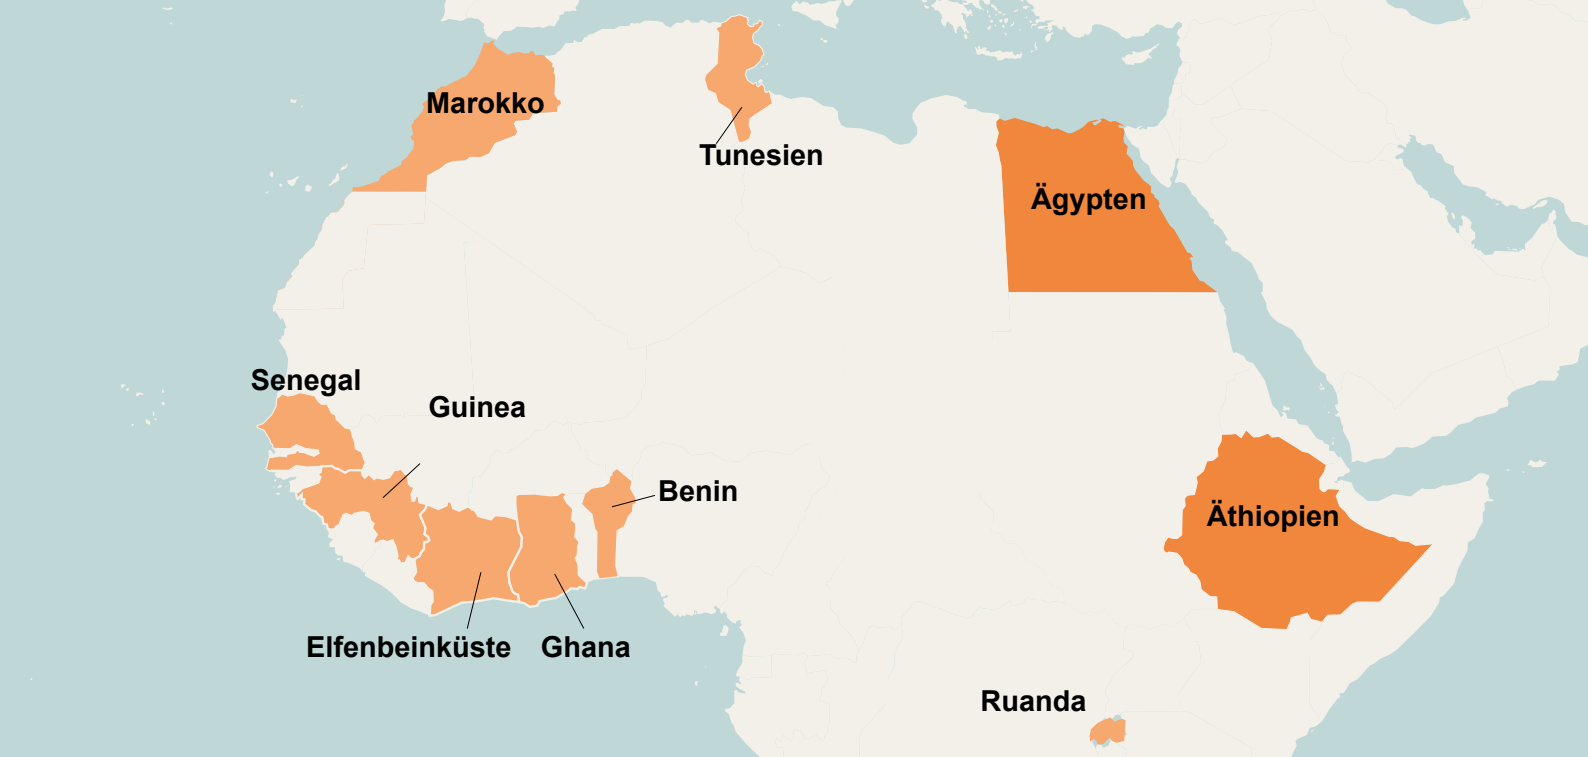 Marokko
Tunesien
Ägypten
Senegal
Guinea
Benin
Äthiopien
Elfenbeinküste
Ghana
Ruanda